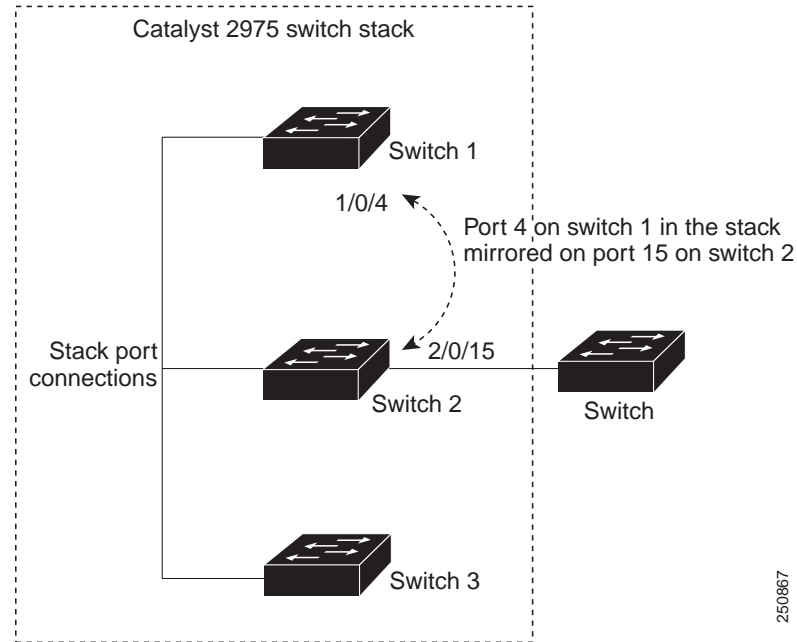 Catalyst 2975 switch stack
Switch 1
1/0/4
Port 4 on switch 1 in the stack
mirrored on port 15 on switch 2
Stack port
connections
2/0/15
Switch 2
Switch
Switch 3
250867